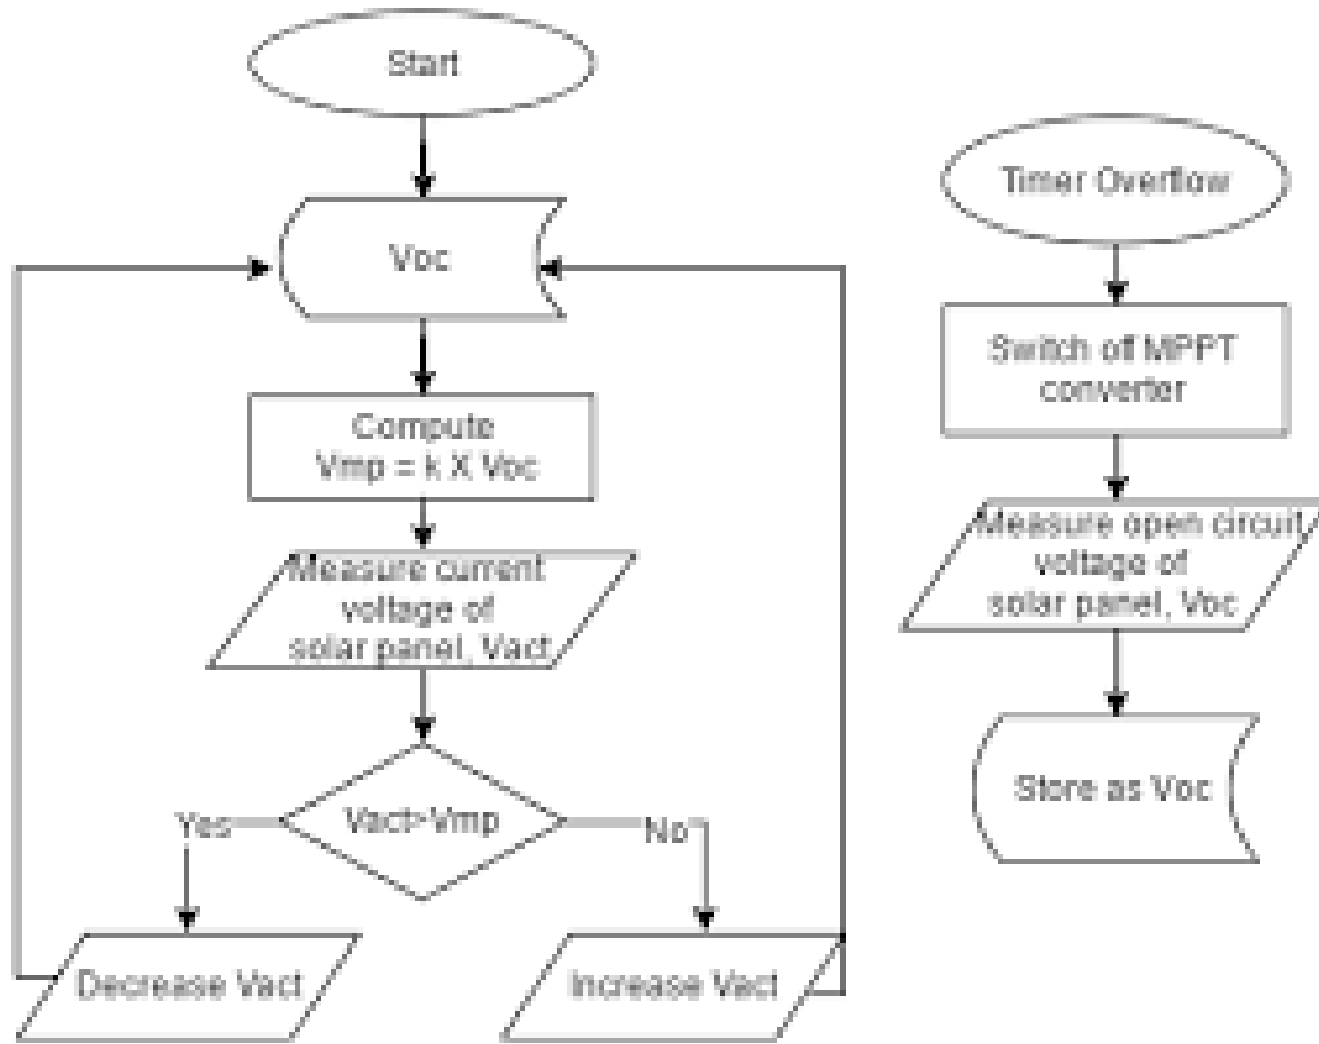 Start
Voc
Compute
Vmp = k X Voc
Measure current
voltage of
solar panel, Vact
Vact>Vmp
Yes
No
Decrease Vact
Increase Vact
Timer Overflow
Switch of MPPT
converter
Measure open circuit
voltage of
solar panel, Voc
Store as Voc